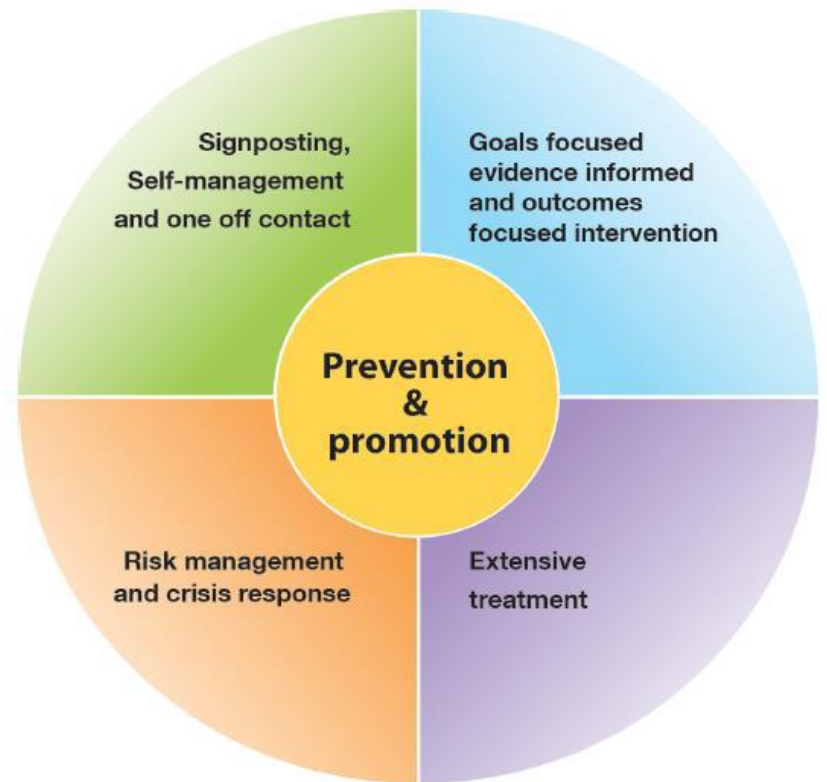 Signposting,
Self-management
and one off contact
Goals focused
evidence informed
and outcomes
focused intervention
Prevention
&
promotion
Risk management
and crisis response
Extensive
treatment